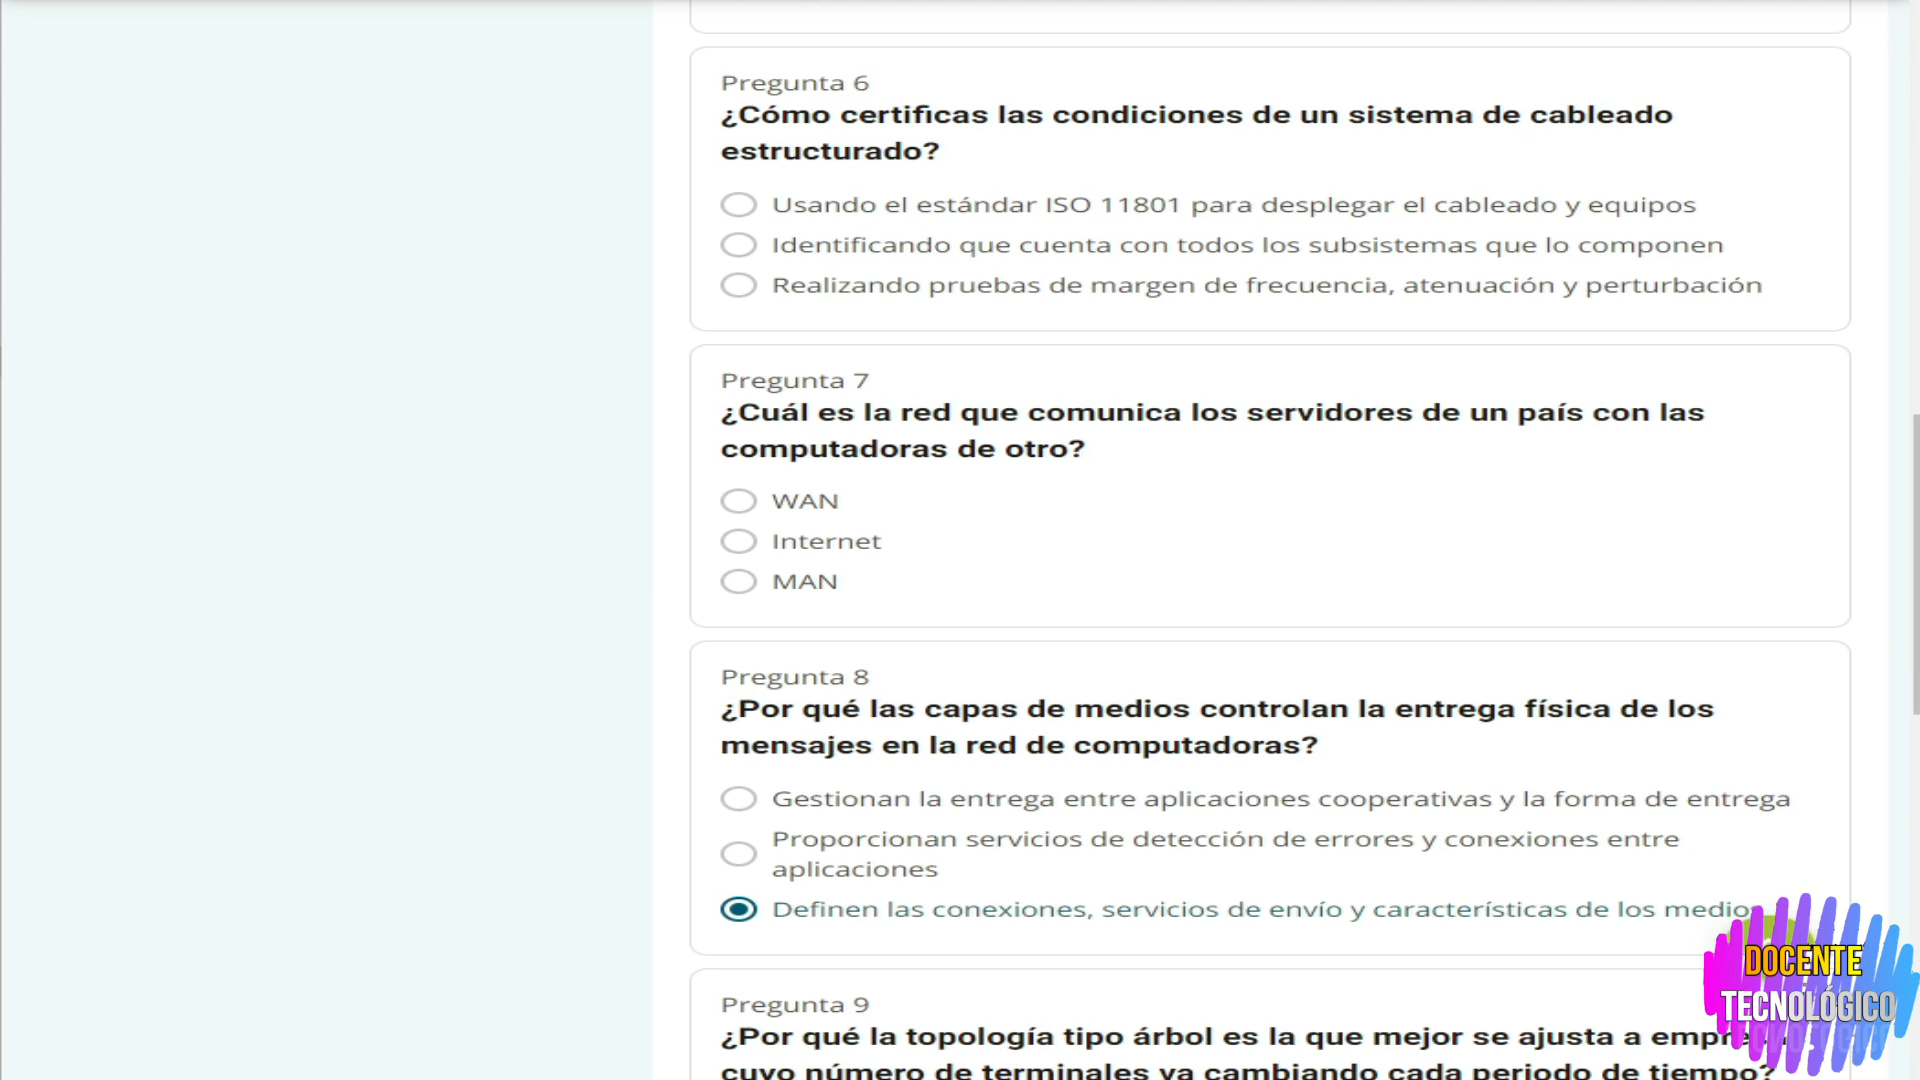 Pregunta 6
¿Cómo certificas las condiciones de un sistema de cableado
estructurado?
Usando el estándar ISO 11801 para desplegar el cableado y equipos
Identificando que cuenta con todos los subsistemas que lo componen
Realizando pruebas de margen de frecuencia, atenuación y perturbación
Pregunta 7
¿Cuál es la red que comunica los servidores de un país con las
computadoras de otro?
WAN
Internet
MAN
Pregunta 8
¿Por qué las capas de medios controlan la entrega física de los
mensajes en la red de computadoras?
Gestionan la entrega entre aplicaciones cooperativas y la forma de entrega
Proporcionan servicios de detección de errores y conexiones entre
aplicaciones
Definen las conexiones, servicios de envío y características de los medios
Pregunta 9
¿Por qué la topología tipo árbol es la que mejor se ajusta a
cuyo número de terminales va cambiando cada periodo de tiempo?
DOCENTE
TECNOLÓGICO